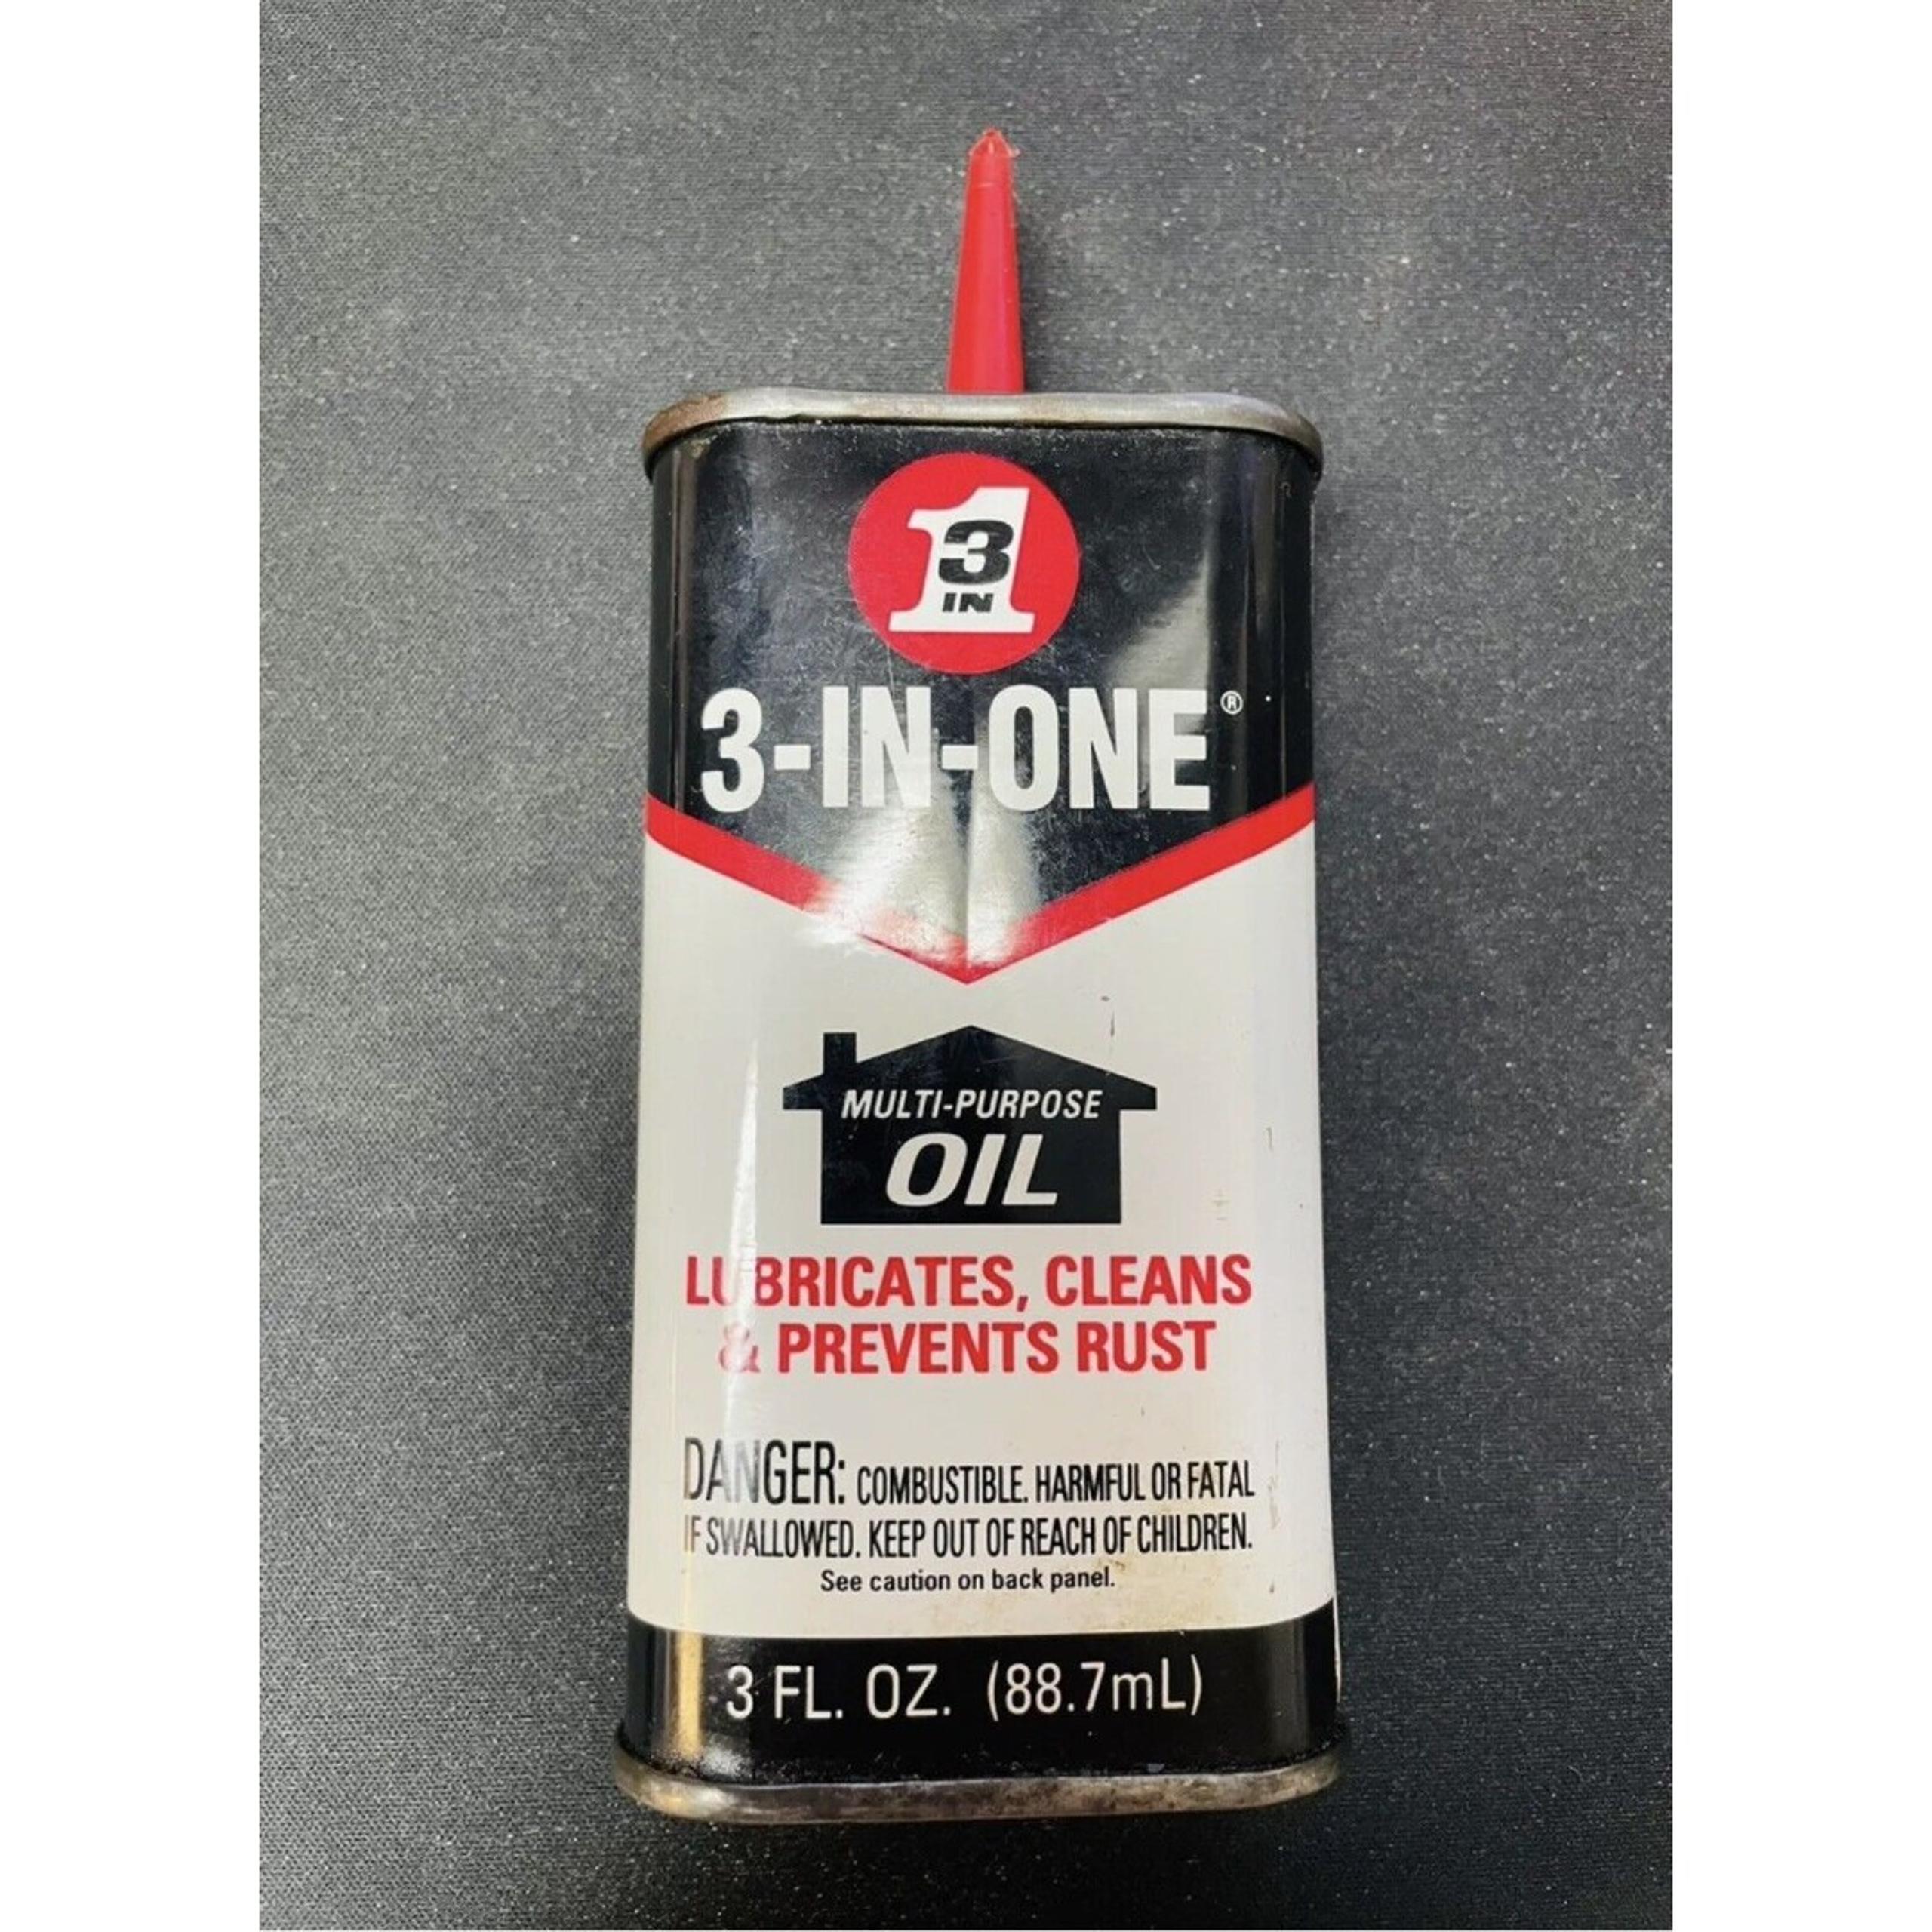 3
IN
1
3-IN-ONE®
MULTI-PURPOSE
OIL
LUBRICATES, CLEANS
& PREVENTS RUST
DANGER: COMBUSTIBLE. HARMFUL OR FATAL
IF SWALLOWED. KEEP OUT OF REACH OF CHILDREN.
See caution on back panel.
3 FL. OZ. (88.7mL)